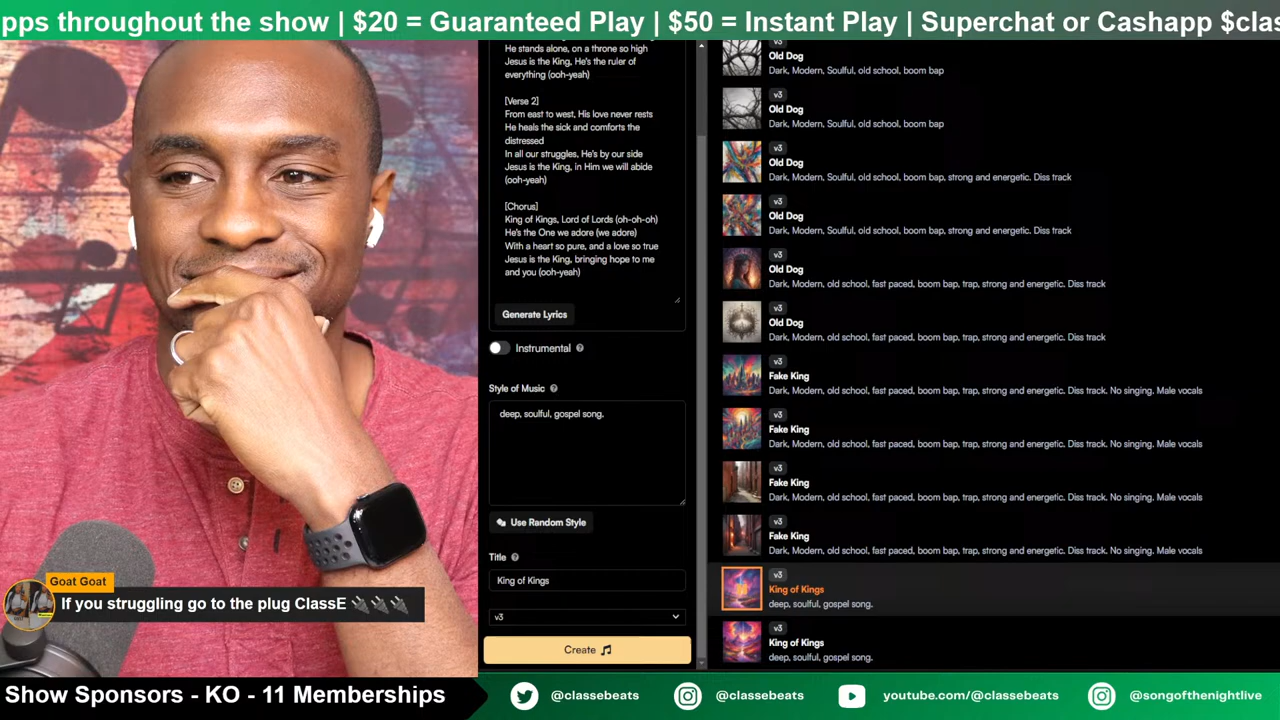 pps throughout the show | $20 = Guaranteed Play | $50 = Instant Play | Superchat or Cashapp $clas
He stands alone, on a throne so high
Jesus is the King, He's the ruler of
everything (ooh-yeah)
[Verse 2]
From east to west, His love never rests
He heals the sick and comforts the
distressed
In all our struggles, He's by our side
Jesus is the King, in Him we will abide
(ooh-yeah)
[Chorus]
King of Kings, Lord of Lords (oh-oh-oh)
He's the One we adore (we adore)
With a heart so pure, and a love so true
Jesus is the King, bringing hope to me
and you (ooh-yeah)
Generate Lyrics
Instrumental
Style of Music
deep, soulful, gospel song.
Use Random Style
Title
King of Kings
v3
Create
v3
Old Dog
Dark, Modern, Soulful, old school, boom bap
v3
Old Dog
Dark, Modern, Soulful, old school, boom bap
v3
Old Dog
Dark, Modern, Soulful, old school, boom bap, strong and energetic. Diss track
v3
Old Dog
Dark, Modern, Soulful, old school, boom bap, strong and energetic. Diss track
v3
Old Dog
Dark, Modern, old school, fast paced, boom bap, trap, strong and energetic. Diss track
v3
Old Dog
Dark, Modern, old school, fast paced, boom bap, trap, strong and energetic. Diss track
v3
Fake King
Dark, Modern, old school, fast paced, boom bap, trap, strong and energetic. Diss track. No singing. Male vocals
v3
Fake King
Dark, Modern, old school, fast paced, boom bap, trap, strong and energetic. Diss track. No singing. Male vocals
v3
Fake King
Dark, Modern, old school, fast paced, boom bap, trap, strong and energetic. Diss track. No singing. Male vocals
v3
Fake King
Dark, Modern, old school, fast paced, boom bap, trap, strong and energetic. Diss track. No singing. Male vocals
v3
King of Kings
deep, soulful, gospel song.
v3
King of Kings
deep, soulful, gospel song.
Goat Goat
If you struggling go to the plug ClassE 🔌🔌🔌
Show Sponsors - KO - 11 Memberships
@classebeats
@classebeats
youtube.com/@classebeats
@songofthenightlive